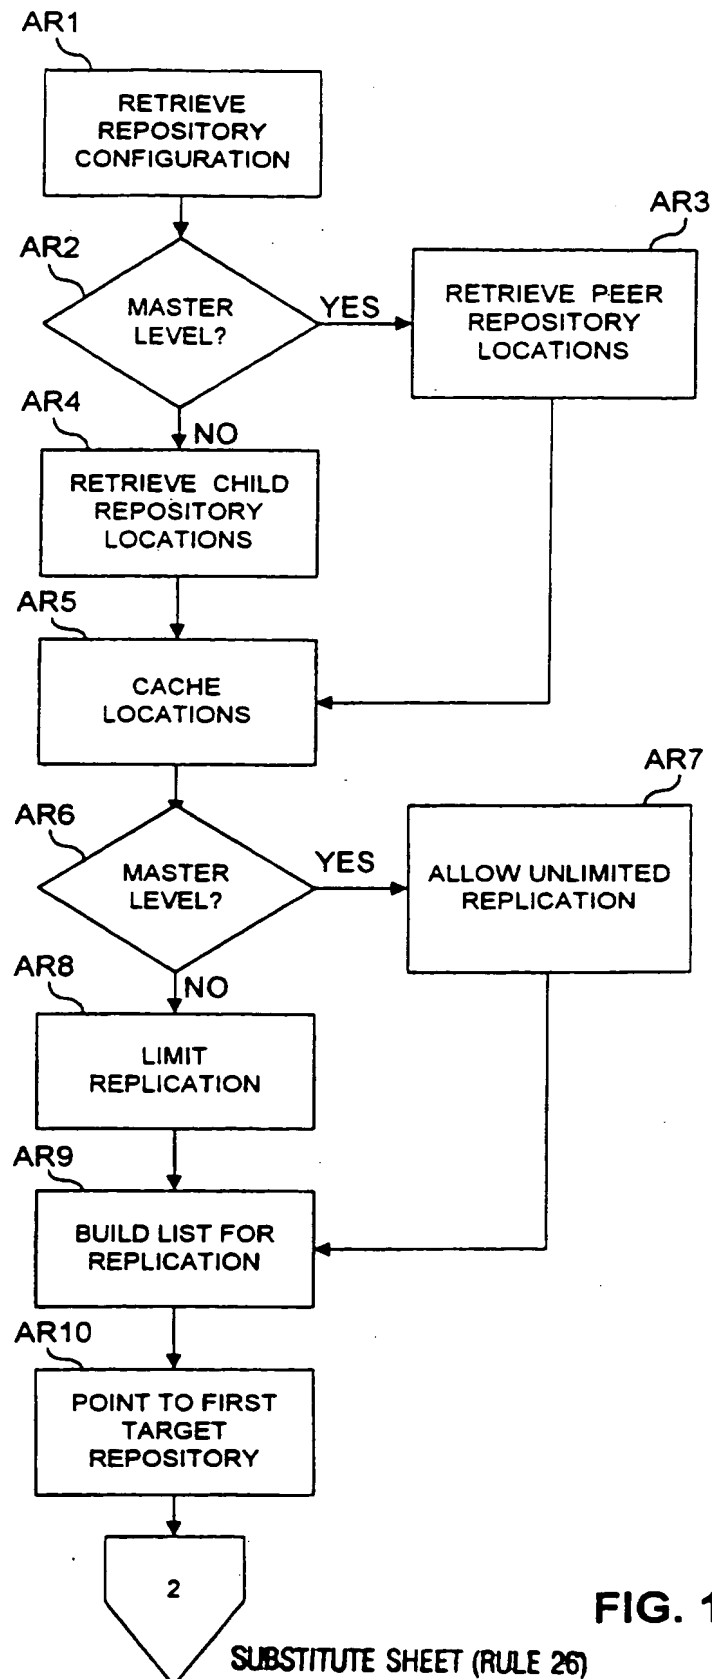 AR1
RETRIEVE
REPOSITORY
CONFIGURATION
AR2
MASTER
LEVEL?
YES
AR3
RETRIEVE PEER
REPOSITORY
LOCATIONS
NO
AR4
RETRIEVE CHILD
REPOSITORY
LOCATIONS
AR5
CACHE
LOCATIONS
AR6
MASTER
LEVEL?
YES
AR7
ALLOW UNLIMITED
REPLICATION
NO
AR8
LIMIT
REPLICATION
AR9
BUILD LIST FOR
REPLICATION
AR10
POINT TO FIRST
TARGET
REPOSITORY
2
FIG. 1
SUBSTITUTE SHEET (RULE 26)